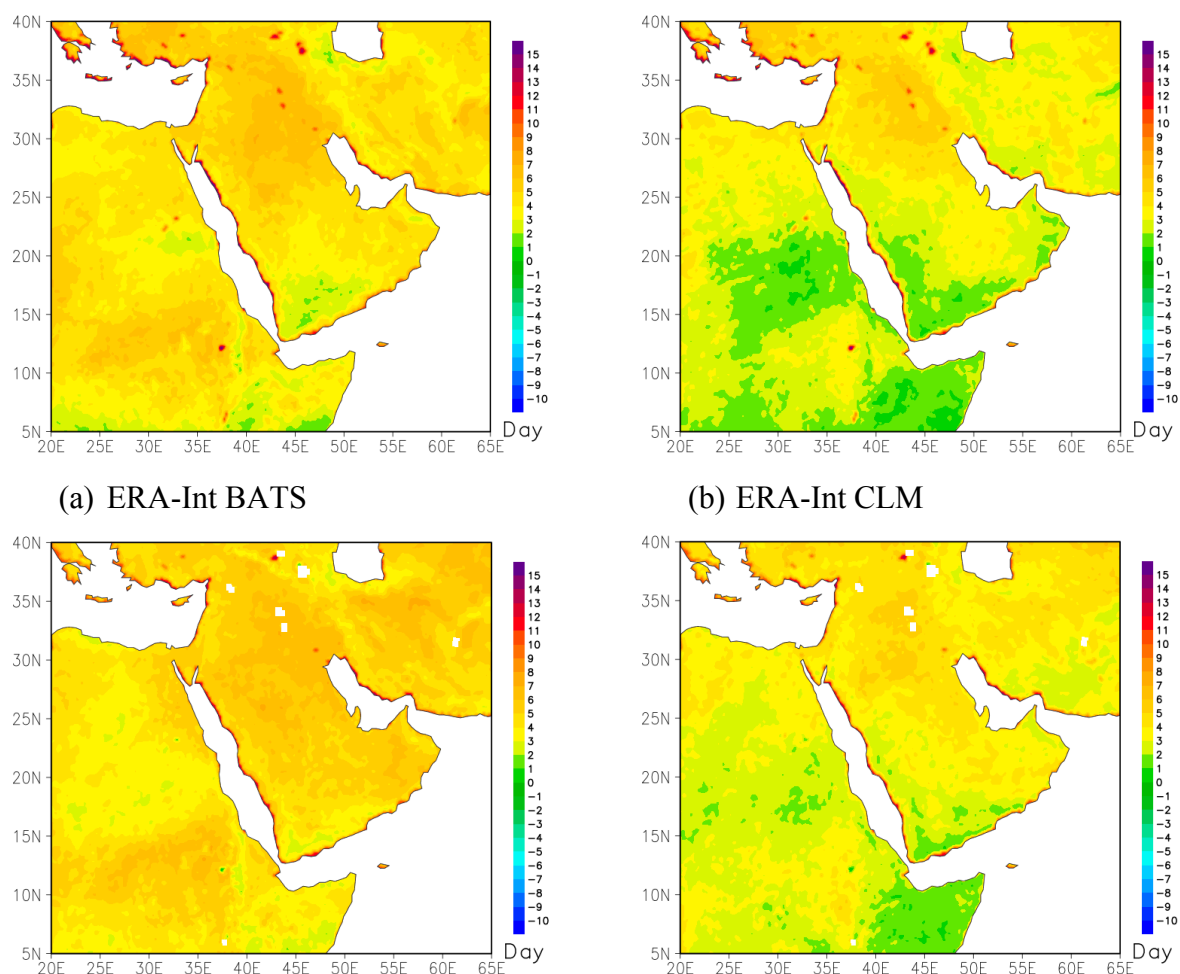 40N
35N
30N
25N
20N
15N
10N
5N
20E 25E 30E 35E 40E 45E 50E 55E 60E 65E
15
14
13
12
11
10
9
8
7
6
5
4
3
2
1
0
−1
−2
−3
−4
−5
−6
−7
−8
−9
−10
Day
40N
35N
30N
25N
20N
15N
10N
5N
20E 25E 30E 35E 40E 45E 50E 55E 60E 65E
15
14
13
12
11
10
9
8
7
6
5
4
3
2
1
0
−1
−2
−3
−4
−5
−6
−7
−8
−9
−10
Day
(a) ERA-Int BATS
(b) ERA-Int CLM
40N
35N
30N
25N
20N
15N
10N
5N
20E 25E 30E 35E 40E 45E 50E 55E 60E 65E
15
14
13
12
11
10
9
8
7
6
5
4
3
2
1
0
−1
−2
−3
−4
−5
−6
−7
−8
−9
−10
Day
40N
35N
30N
25N
20N
15N
10N
5N
20E 25E 30E 35E 40E 45E 50E 55E 60E 65E
15
14
13
12
11
10
9
8
7
6
5
4
3
2
1
0
−1
−2
−3
−4
−5
−6
−7
−8
−9
−10
Day